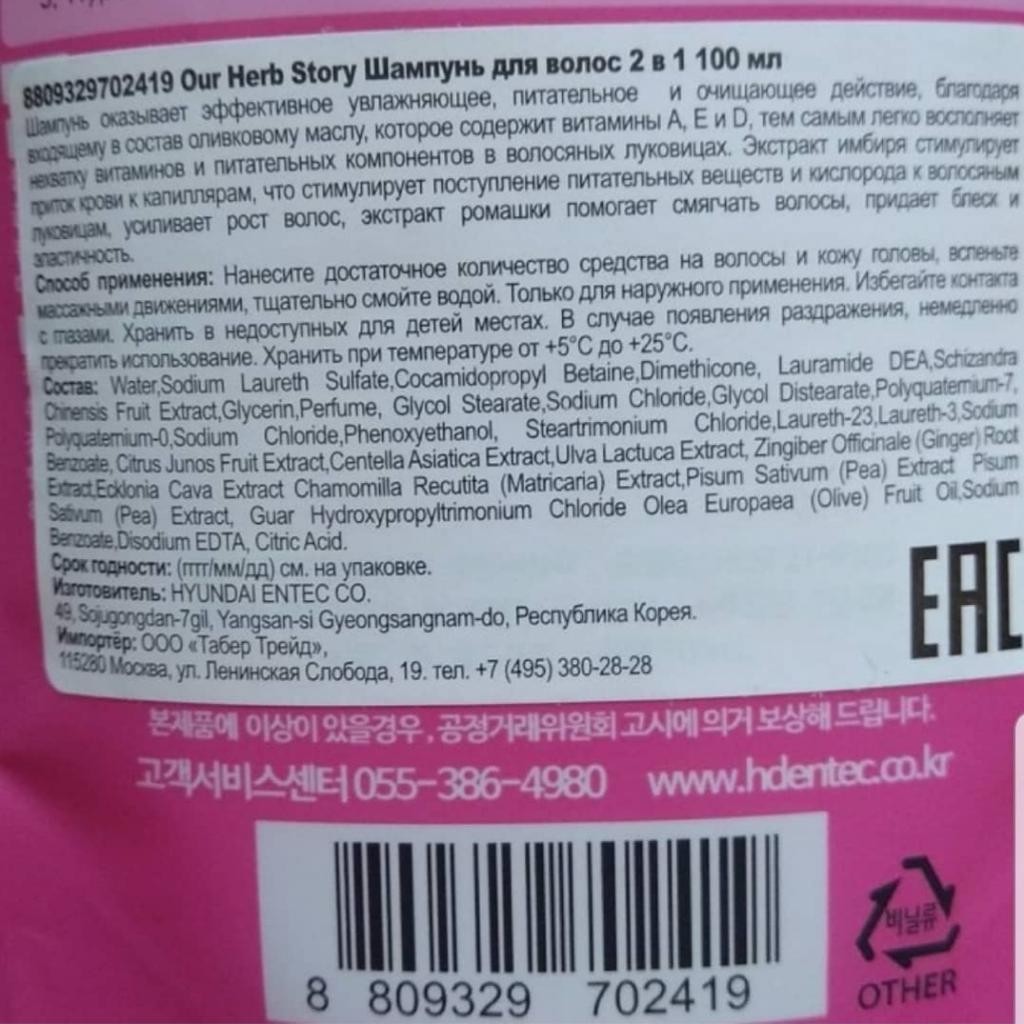 8809329702419 Our Herb Story Шампунь для волос 2 в 1 100 мл
Шампунь оказывает эффективное увлажняющее, питательное и очищающее действие, благодаря
входящему в состав оливковому маслу, которое содержит витамины А, Е и D, тем самым легко восполняет
нехватку витаминов и питательных компонентов в волосяных луковицах. Экстракт имбиря стимулирует
приток крови к капиллярам, что стимулирует поступление питательных веществ и кислорода к волосяным
луковицам, усиливает рост волос, экстракт ромашки помогает смягчать волосы, придает блеск и
эластичность.
Способ применения: Нанесите достаточное количество средства на волосы и кожу головы, вспеньте
массажными движениями, тщательно смойте водой. Только для наружного применения. Избегайте контакта
с глазами. Хранить в недоступных для детей местах. В случае появления раздражения, немедленно
прекратить использование. Хранить при температуре от +5°С до +25°С.
Состав: Water,Sodium Laureth Sulfate,Cocamidopropyl Betaine,Dimethicone, Lauramide DEA,Schizandra
Chinensis Fruit Extract,Glycerin,Perfume, Glycol Stearate,Sodium Chloride,Glycol Distearate,Polyquaternium-7,
Polyquaternium-0,Sodium Chloride,Phenoxyethanol, Steartrimonium Chloride,Laureth-23,Laureth-3,Sodium
Benzoate, Citrus Junos Fruit Extract,Centella Asiatica Extract,Ulva Lactuca Extract, Zingiber Officinale (Ginger) Root
Extract,Ecklonia Cava Extract Chamomilla Recutita (Matricaria) Extract,Pisum Sativum (Pea) Extract Pisum
Sativum (Pea) Extract, Guar Hydroxypropyltrimonium Chloride Olea Europaea (Olive) Fruit Oil,Sodium
Benzoate,Disodium EDTA, Citric Acid.
Срок годности: (гггг/мм/дд) см. на упаковке.
Изготовитель: HYUNDAI ENTEC CO.
49, Sojugongdan-7gil, Yangsan-si Gyeongsangnam-do, Республика Корея.
Импортёр: ООО «Табер Трейд»,
115280 Москва, ул. Ленинская Слобода, 19. тел. +7 (495) 380-28-28
EAC
본제품에 이상이 있을경우, 공정거래위원회 고시에 의거 보상해 드립니다.
고객서비스센터 055-386-4980 www.hdentec.co.kr
비닐류
OTHER
8 809329 702419